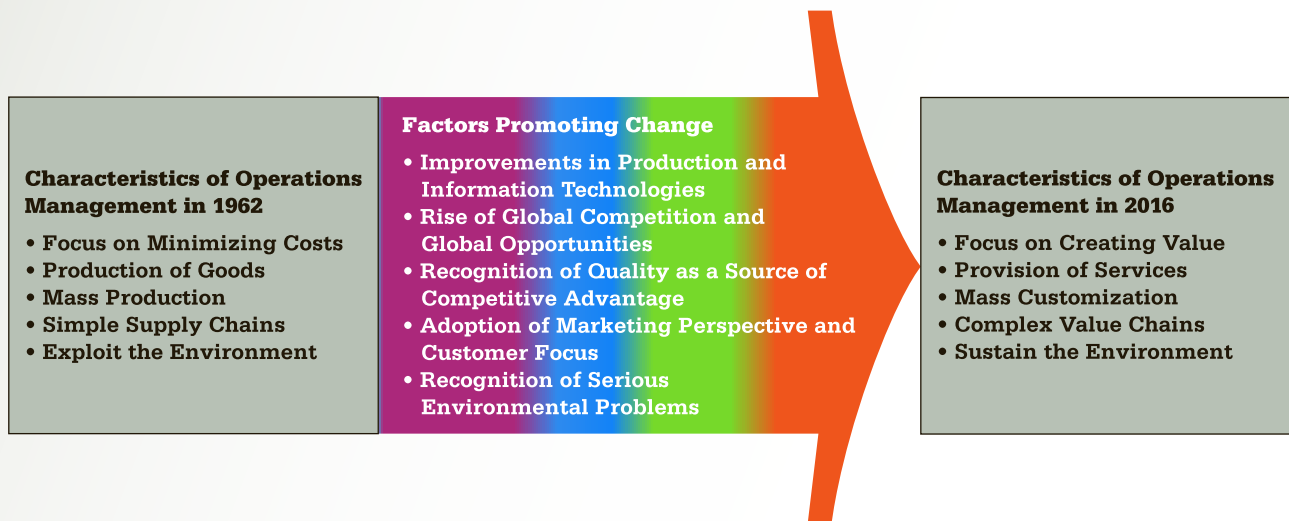 Characteristics of Operations
Management in 1962
• Focus on Minimizing Costs
• Production of Goods
• Mass Production
• Simple Supply Chains
• Exploit the Environment
Factors Promoting Change
• Improvements in Production and
Information Technologies
• Rise of Global Competition and
Global Opportunities
• Recognition of Quality as a Source of
Competitive Advantage
• Adoption of Marketing Perspective and
Customer Focus
• Recognition of Serious
Environmental Problems
Characteristics of Operations
Management in 2016
• Focus on Creating Value
• Provision of Services
• Mass Customization
• Complex Value Chains
• Sustain the Environment